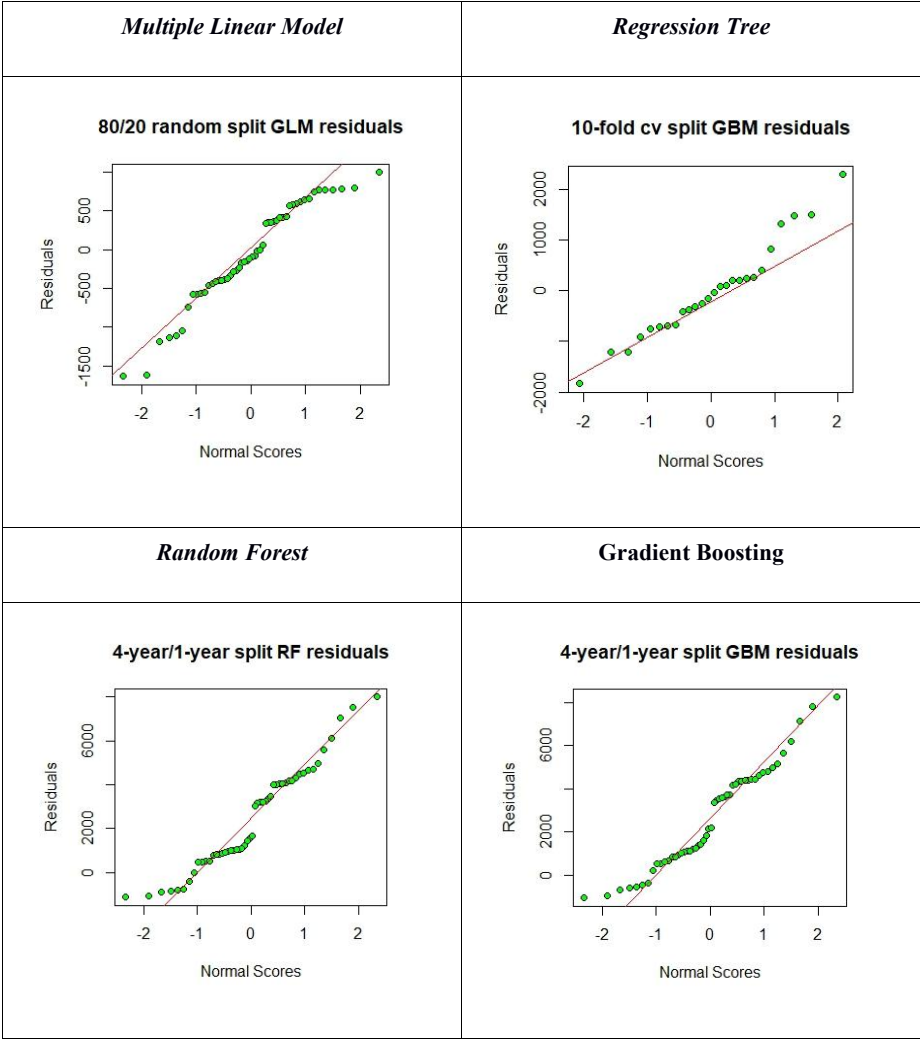 Multiple Linear Model
Regression Tree
80/20 random split GLM residuals
Residuals
500
0
-500
-1500
-2 -1 0 1 2
Normal Scores
10-fold cv split GBM residuals
Residuals
2000
1000
0
-2000
-2 -1 0 1 2
Normal Scores
Random Forest
Gradient Boosting
4-year/1-year split RF residuals
Residuals
6000
2000
0
-2 -1 0 1 2
Normal Scores
4-year/1-year split GBM residuals
Residuals
6000
2000
0
-2 -1 0 1 2
Normal Scores